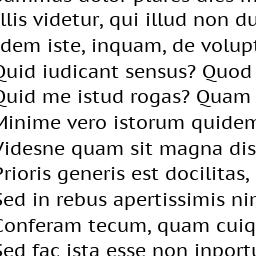 dolor
llis videtur, qui illud non du
dem iste, inquam, de volupt
Quid iudicant sensus? Quod
Quid me istud rogas? Quam
Minime vero istorum quidem
Videsne quam sit magna dis
Prioris generis est docilitas,
Sed in rebus apertissimis nim
Conferam tecum, quam cuiq
Sed fac ista esse non inportu